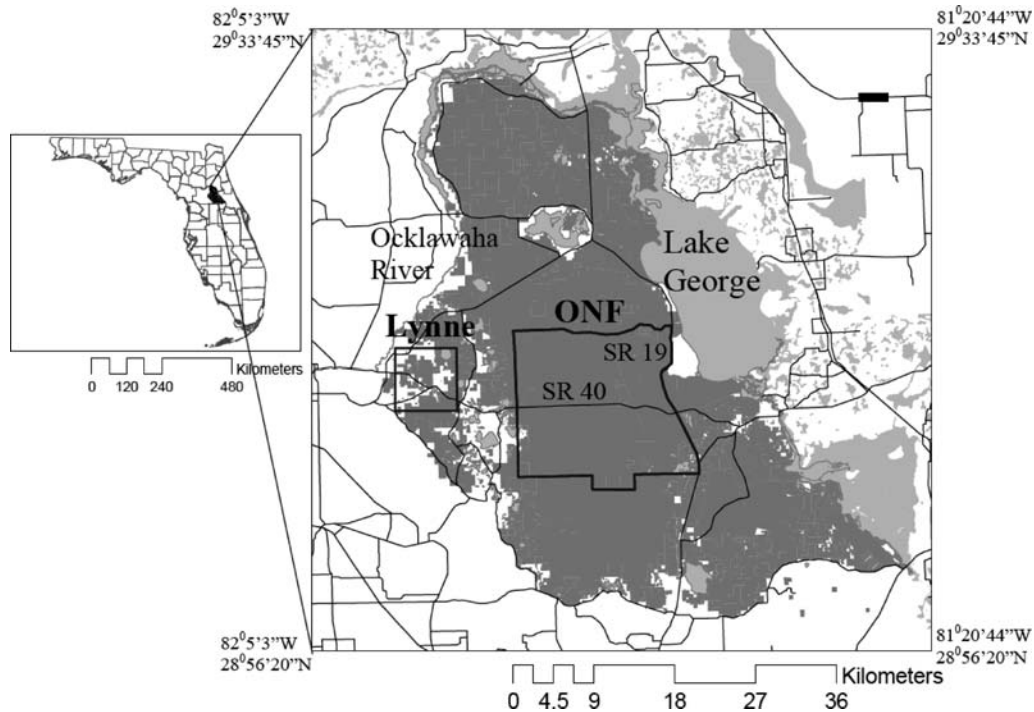 82⁰5'3”W
29⁰33'45”N
81⁰20'44”W
29⁰33'45”N
Ocklawaha
River
Lake
George
Lynne
ONF
SR 19
SR 40
Kilometers
0 120 240 480
82⁰5'3”W
28⁰56'20”N
81⁰20'44”W
28⁰56'20”N
Kilometers
0 4.5 9 18 27 36